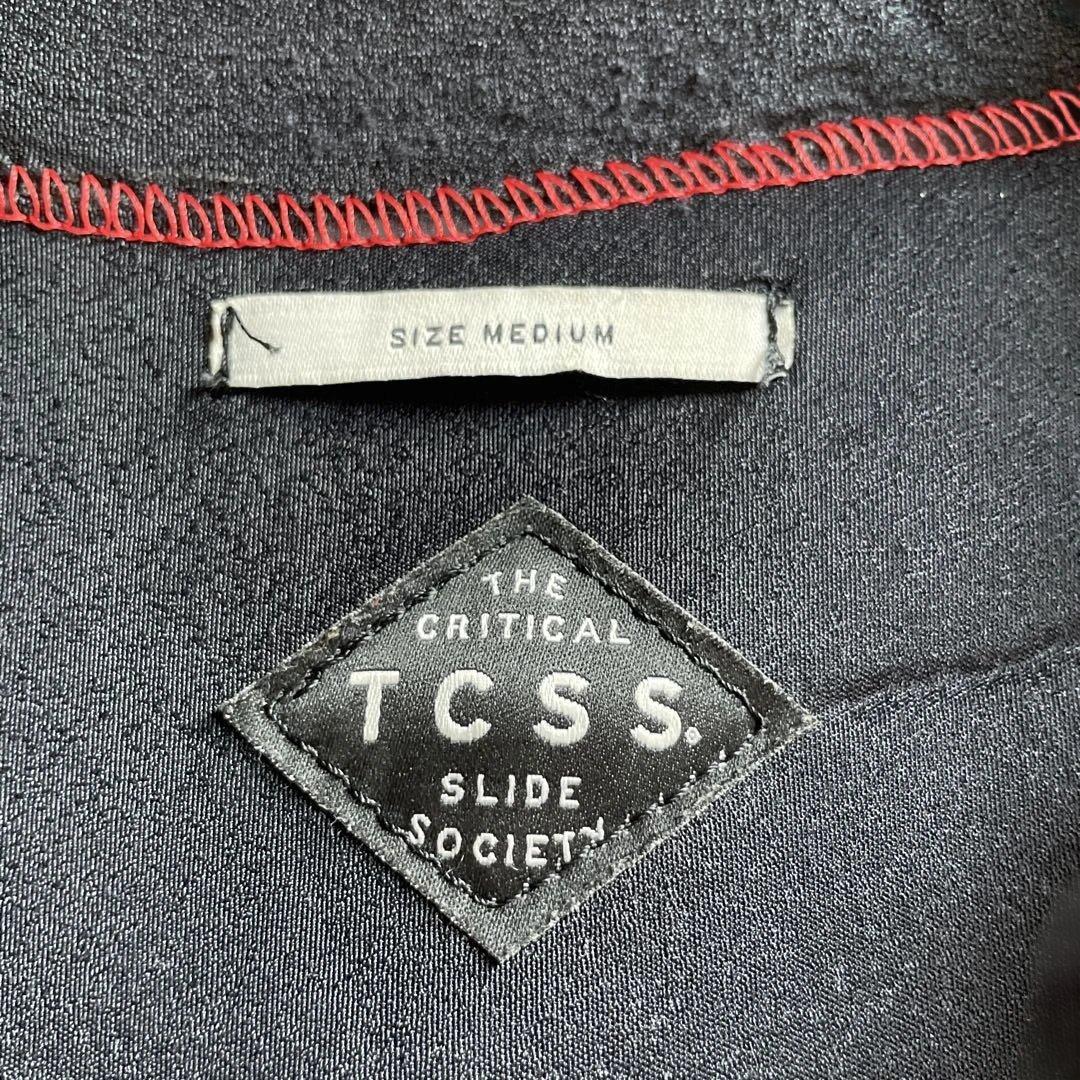 SIZE MEDIUM
THE
CRITICAL
TCSS
SLIDE
SOCIETY